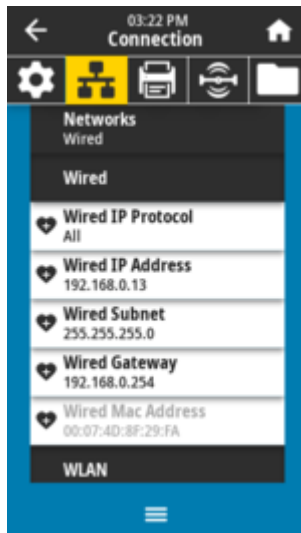 03:22 PM
Connection
Networks
Wired
Wired
Wired IP Protocol
All
Wired IP Address
192.168.0.13
Wired Subnet
255.255.255.0
Wired Gateway
192.168.0.254
Wired Mac Address
00:07:4D:8F:29:FA
WLAN